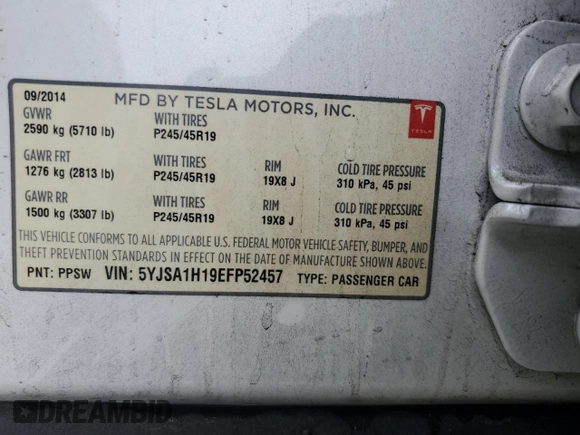 09/2014 MFD BY TESLA MOTORS, INC.
GVWR WITH TIRES
2590 kg (5710 lb) P245/45R19
TESLA
GAWR FRT WITH TIRES RIM COLD TIRE PRESSURE
1276 kg (2813 lb) P245/45R19 19X8 J 310 kPa, 45 psi
GAWR RR WITH TIRES RIM COLD TIRE PRESSURE
1500 kg (3307 lb) P245/45R19 19X8 J 310 kPa, 45 psi
THIS VEHICLE CONFORMS TO ALL APPLICABLE U.S. FEDERAL MOTOR VEHICLE SAFETY, BUMPER, AND
THEFT PREVENTION STANDARDS IN EFFECT ON THE DATE OF MANUFACTURE SHOWN ABOVE.
PNT: PPSW VIN: 5YJSA1H19EFP52457 TYPE: PASSENGER CAR
DREAMBID